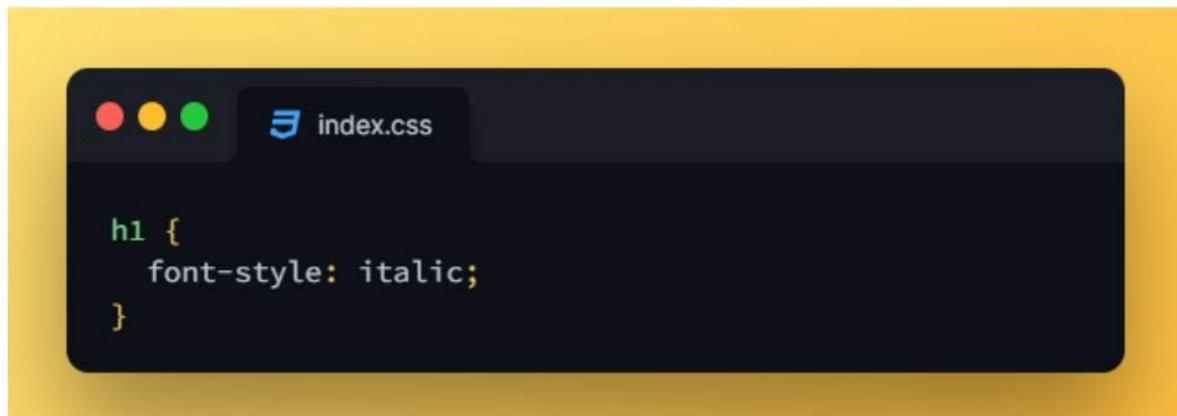 index.css
h1 {
  font-style: italic;
}